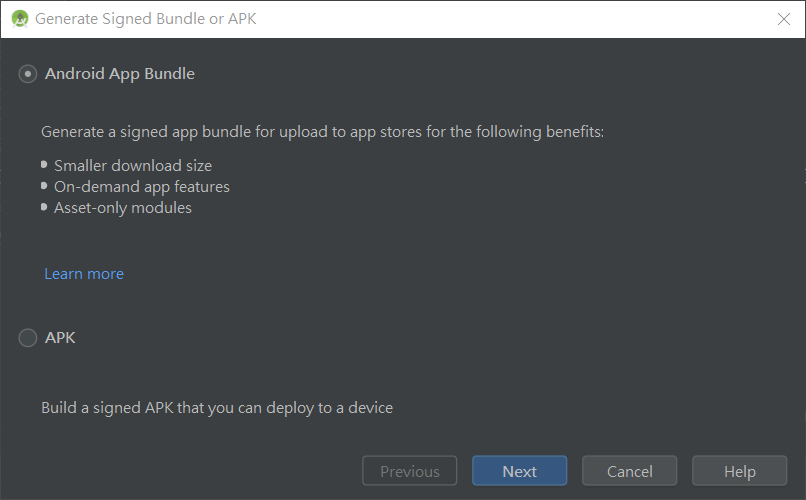 Generate Signed Bundle or APK
Android App Bundle
Generate a signed app bundle for upload to app stores for the following benefits:
Smaller download size
On-demand app features
Asset-only modules
Learn more
APK
Build a signed APK that you can deploy to a device
Previous Next Cancel Help